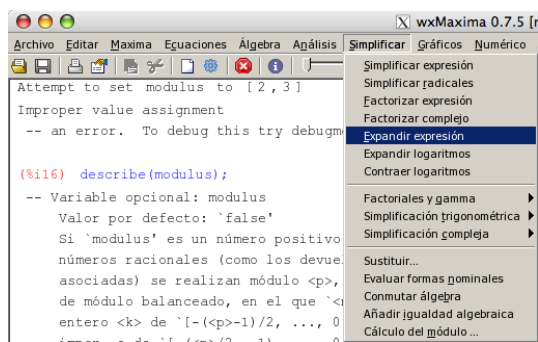 wxMaxima 0.7.5 [
Archivo Editar Maxima Ecuaciones Álgebra Análisis Simplificar Gráficos Numérico
Attempt to set modulus to [2,3]
Improper value assignment
-- an error. To debug this try debugm
(%i16) describe(modulus);
-- Variable opcional: modulus
Valor por defecto: `false'
Si `modulus' es un número positivo
números racionales (como los devue
asociadas) se realizan módulo <p>,
de módulo balanceado, en el que `<
entero <k> de `[-(<p>-1)/2, ..., 0
Simplificar expresión
Simplificar radicales
Factorizar expresión
Factorizar complejo
Expandir expresión
Expandir logaritmos
Contraer logaritmos
Factoriales y gamma
Simplificación trigonométrica
Simplificación compleja
Sustituir...
Evaluar formas nominales
Conmutar álgebra
Añadir igualdad algebraica
Cálculo del módulo ...